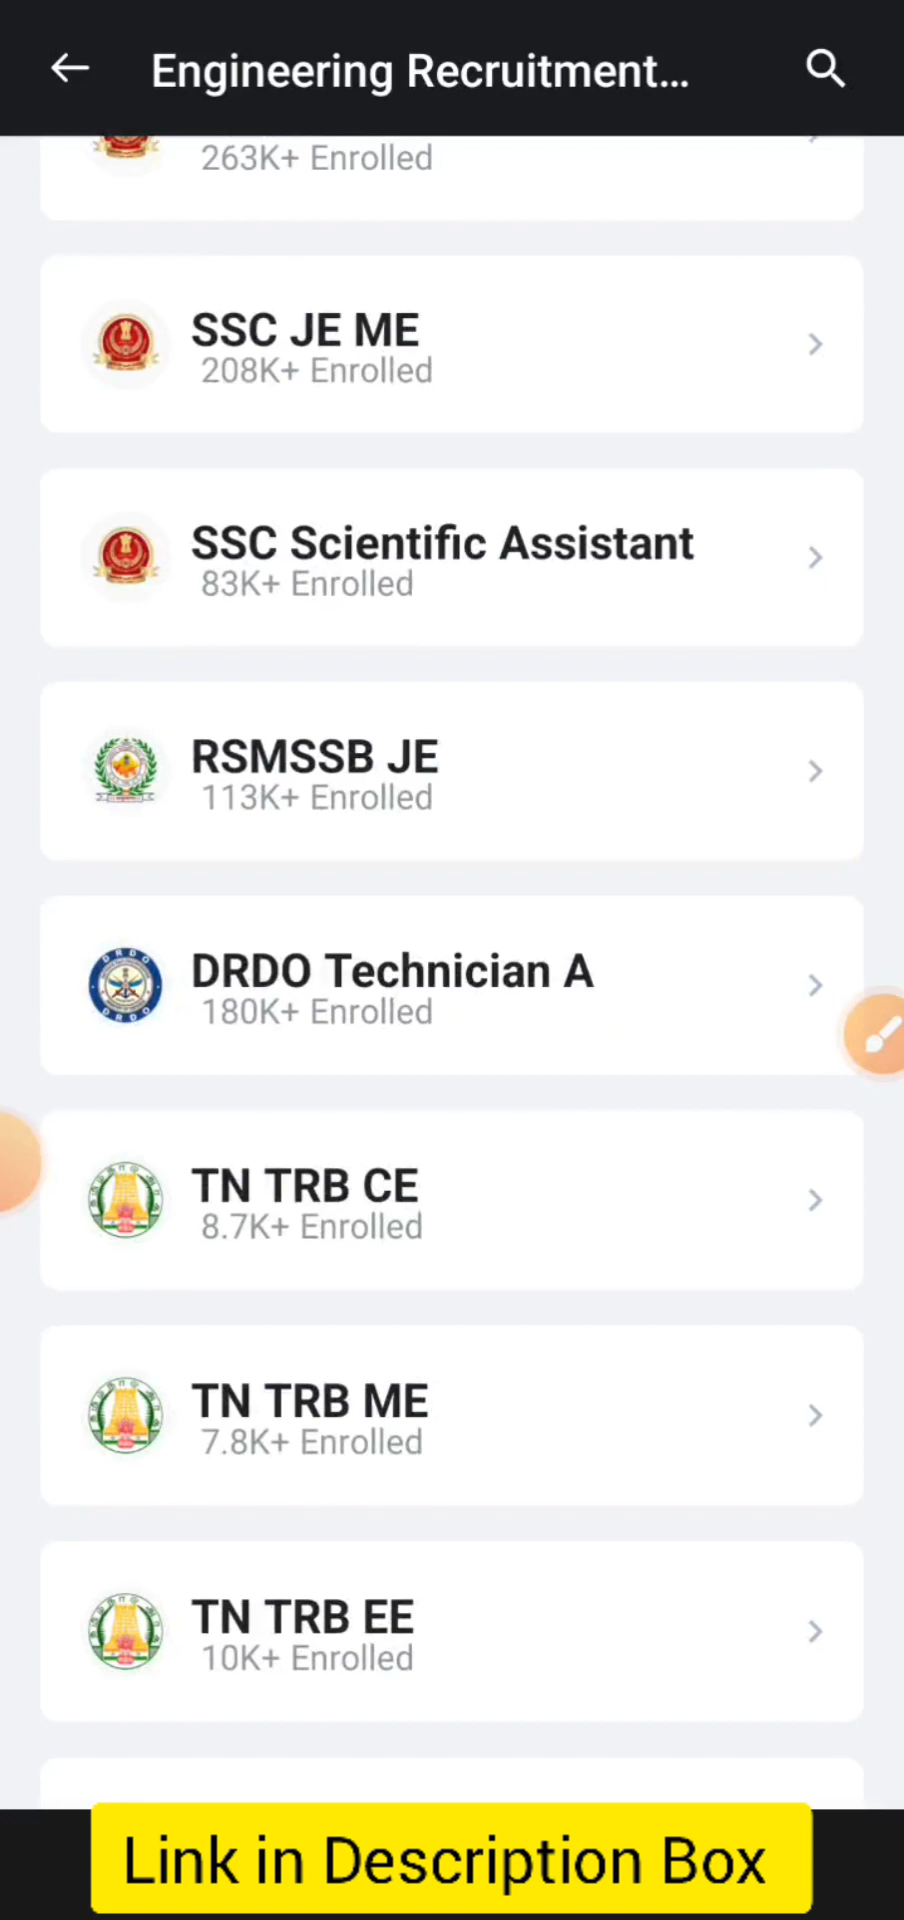 Engineering Recruitment...
263K+ Enrolled
SSC JE ME
208K+ Enrolled
SSC Scientific Assistant
83K+ Enrolled
RSMSSB JE
113K+ Enrolled
DRDO Technician A
180K+ Enrolled
TN TRB CE
8.7K+ Enrolled
TN TRB ME
7.8K+ Enrolled
TN TRB EE
10K+ Enrolled
Link in Description Box